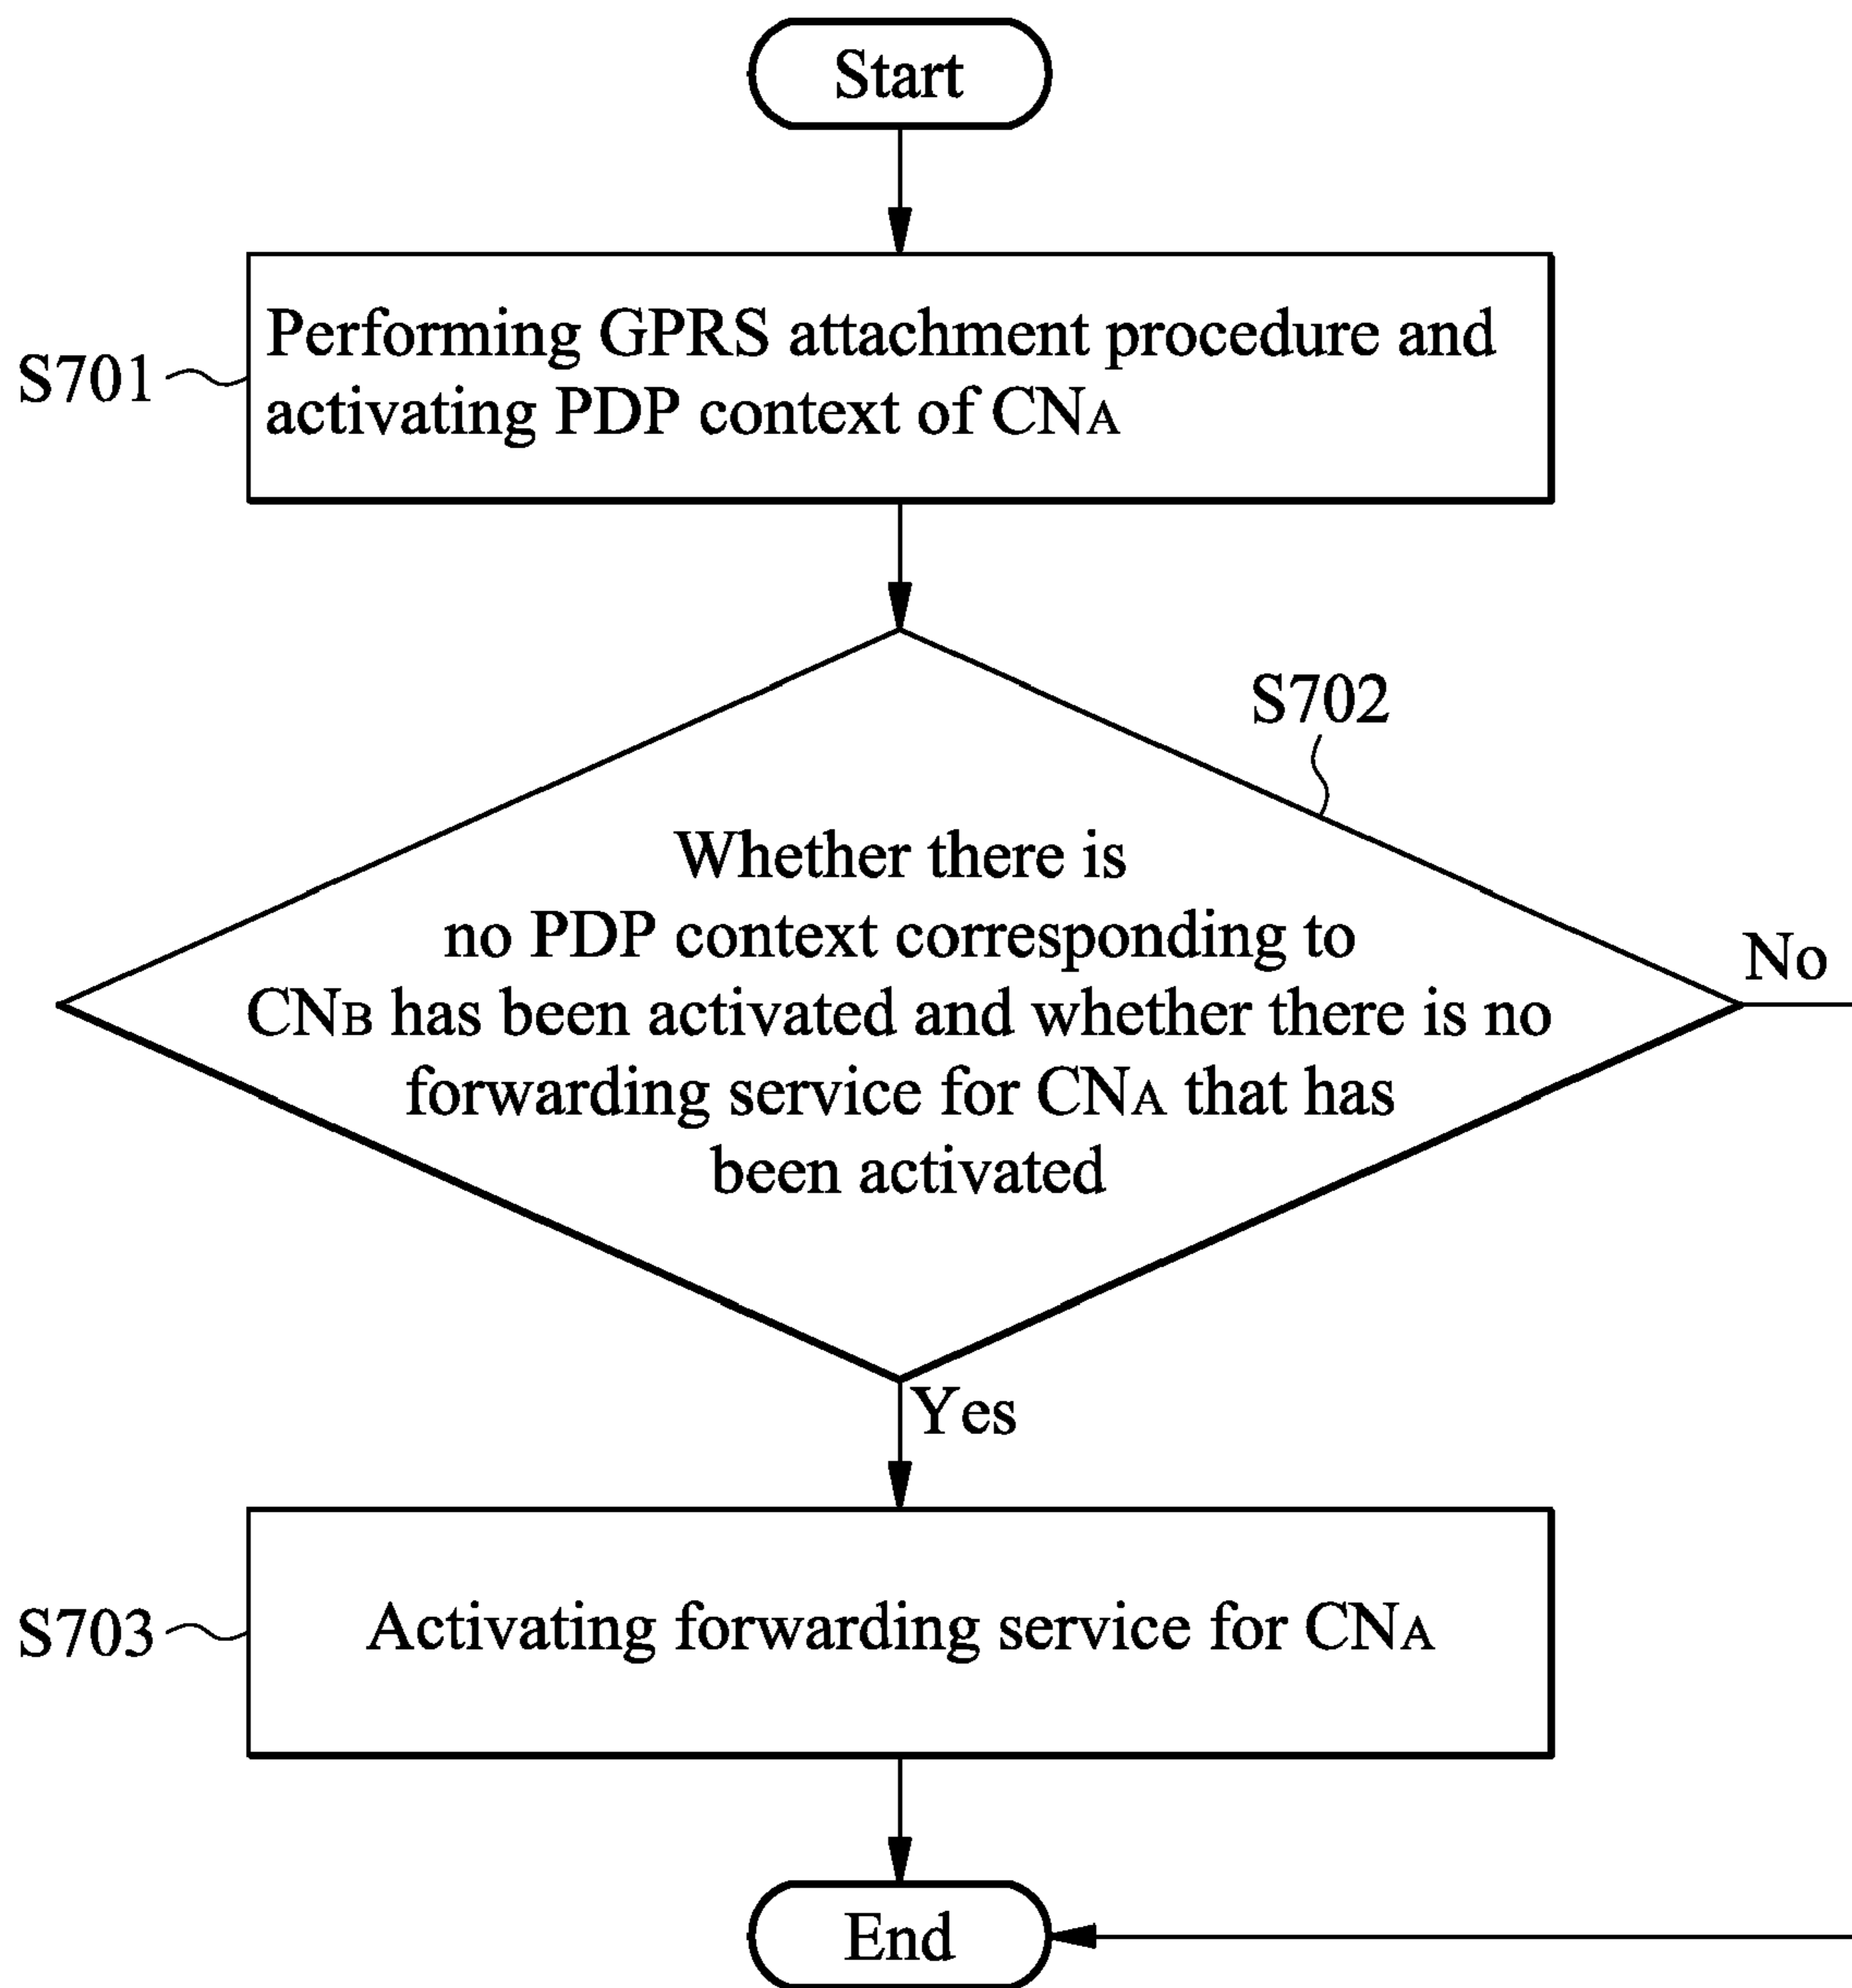 Start
S701
Performing GPRS attachment procedure and
activating PDP context of CNA
S702
Whether there is
no PDP context corresponding to
CNB has been activated and whether there is no
forwarding service for CNA that has
been activated
No
Yes
S703
Activating forwarding service for CNA
End